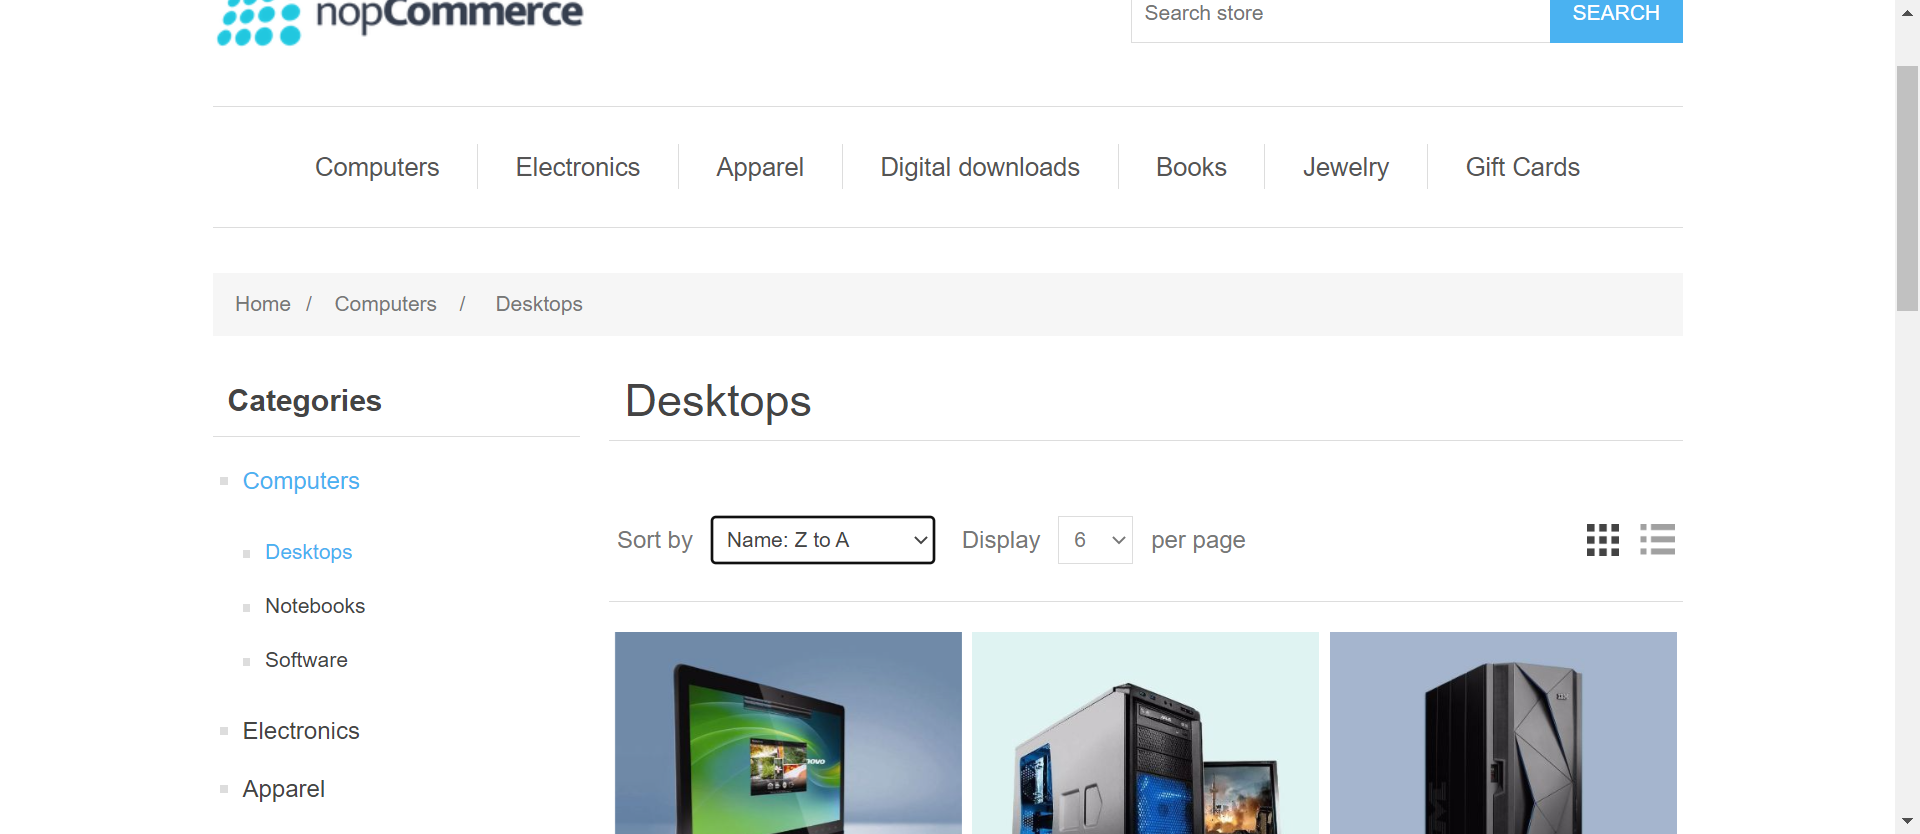 nopCommerce
Search store
SEARCH
Computers
Electronics
Apparel
Digital downloads
Books
Jewelry
Gift Cards
Home / Computers / Desktops
Categories
Computers
Desktops
Notebooks
Software
Electronics
Apparel
Desktops
Sort by Name: Z to A Display 6 per page